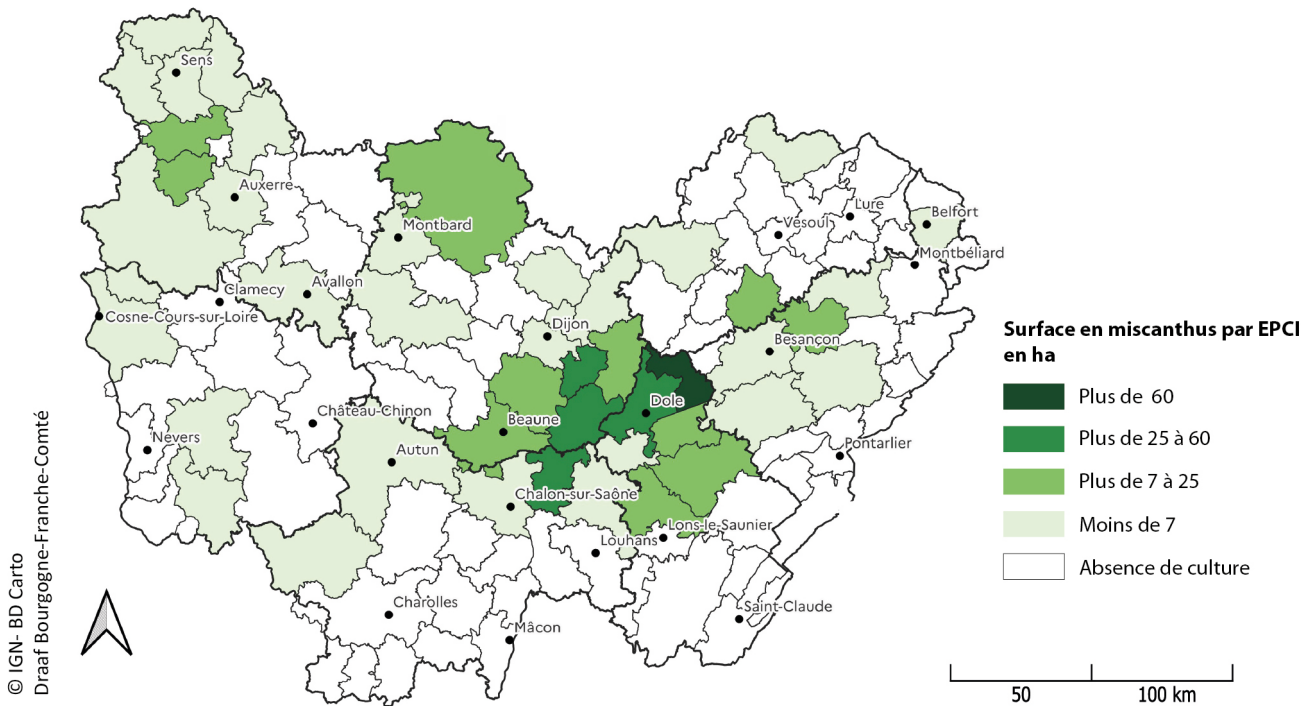 Sens
Auxerre
Montbard
Vesoul
Lure
Belfort
Montbéliard
Clamecy
Avallon
Cosne-Cours-sur-Loire
Dijon
Besançon
Château-Chinon
Beaune
Dole
Nevers
Autun
Pontarlier
Chalon-sur-Saône
Lons-le-Saunier
Louhans
Charolles
Saint-Claude
Mâcon
Surface en miscanthus par EPCI
en ha
Plus de 60
Plus de 25 à 60
Plus de 7 à 25
Moins de 7
Absence de culture
50
100 km
© IGN- BD Carto
Draaf Bourgogne-Franche-Comté